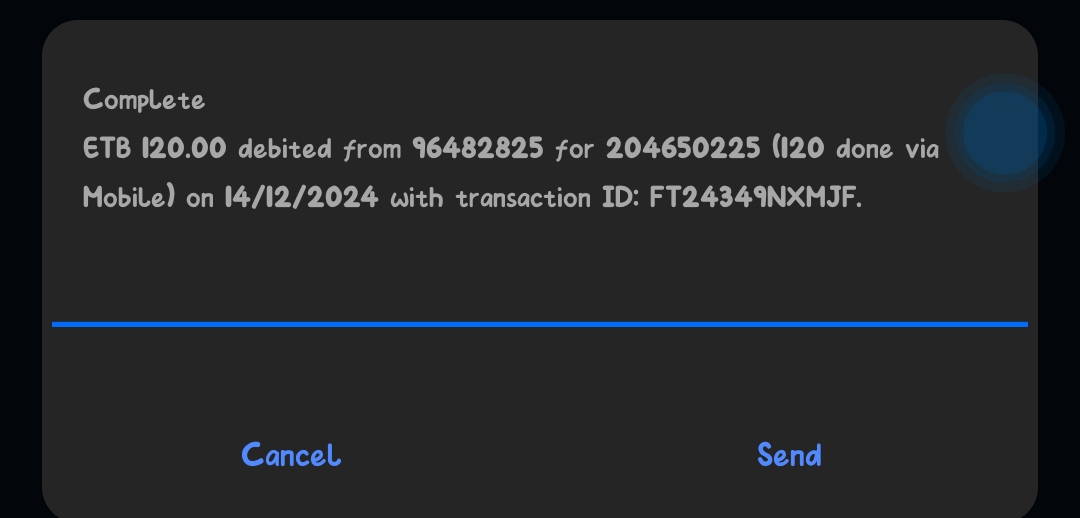 Complete
ETB 120.00 debited from 96482825 for 204650225 (120 done via
Mobile) on 14/12/2024 with transaction ID: FT24349NXMJF.
Cancel
Send